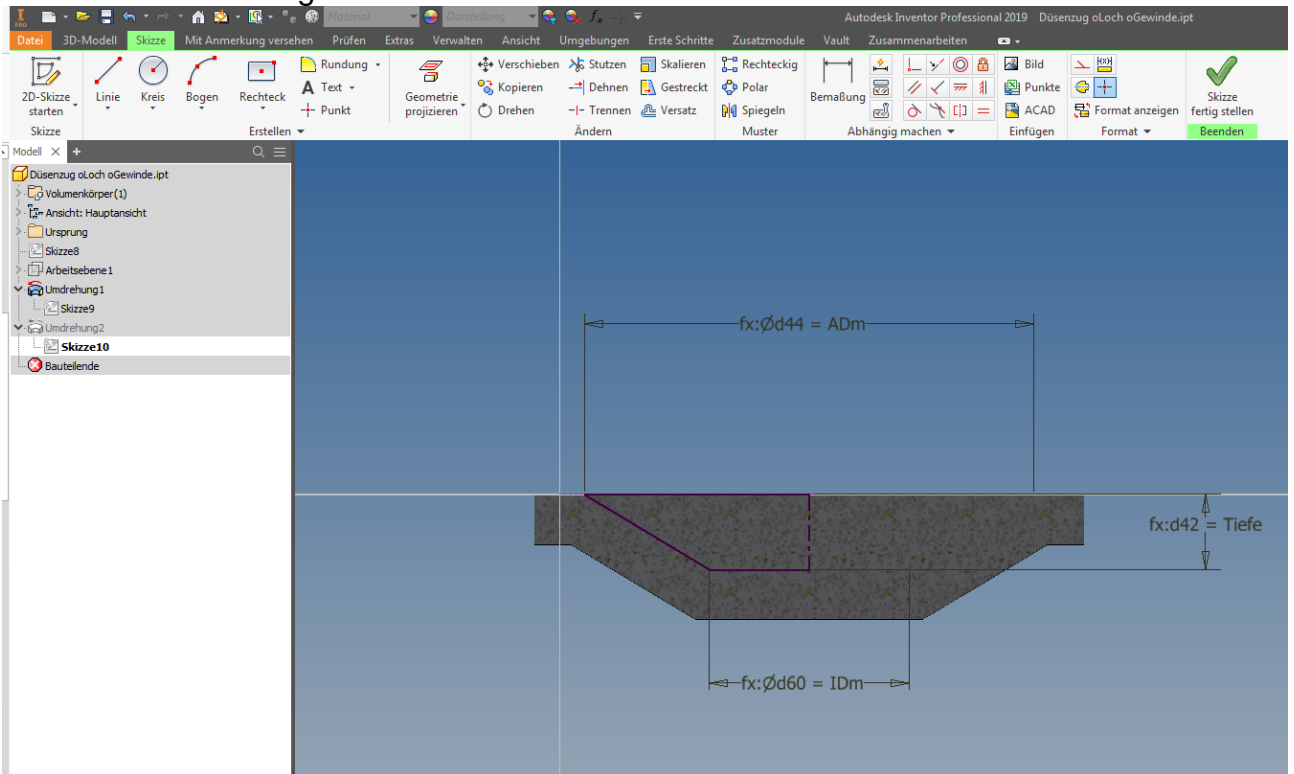 PRO
Material
Darstellung
Autodesk Inventor Professional 2019 Düsenzug oLoch oGewinde.ipt
Datei 3D-Modell Skizze Mit Anmerkung versehen Prüfen Extras Verwalten Ansicht Umgebungen Erste Schritte Zusatzmodule Vault Zusammenarbeiten
Rundung Verschieben Stutzen Skalieren Rechteckig Bild
2D-Skizze starten Linie Kreis Bogen Rechteck A Text Geometrie projizieren Kopieren Dehnen Gestreckt Polar Bemaßung Punkte Skizze fertig stellen
Punkt Drehen Trennen Versatz Spiegeln ACAD Format anzeigen
Skizze Erstellen Ändern Muster Abhängig machen Einfügen Format Beenden
Modell
Düsenzug oLoch oGewinde.ipt
Volumenkörper(1)
Ansicht: Hauptansicht
Ursprung
Skizze8
Arbeitsebene1
Umdrehung1
Skizze9
Umdrehung2
Skizze10
Bauteilende
fx:Ød44 = ADm
fx:d42 = Tiefe
fx:Ød60 = IDm